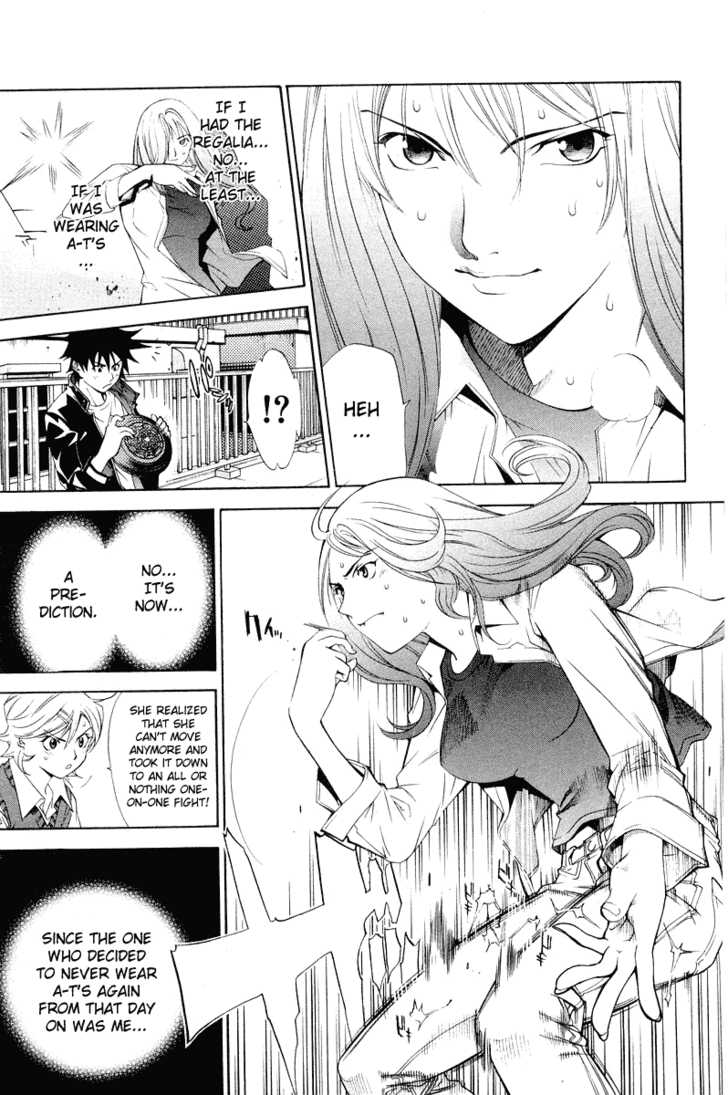 HEH
...
IF I
HAD THE
REGALIA...
NO...
AT THE
LEAST...
IF I
WAS
WEARING
A-T'S
...
!?
NO...
IT'S
NOW...
A
PRE-
DICTION.
SHE REALIZED
THAT SHE
CAN'T MOVE
ANYMORE AND
TOOK IT DOWN
TO AN ALL OR
NOTHING ONE-
ON-ONE FIGHT!
SINCE THE ONE
WHO DECIDED
TO NEVER WEAR
A-T'S AGAIN
FROM THAT DAY
ON WAS ME...